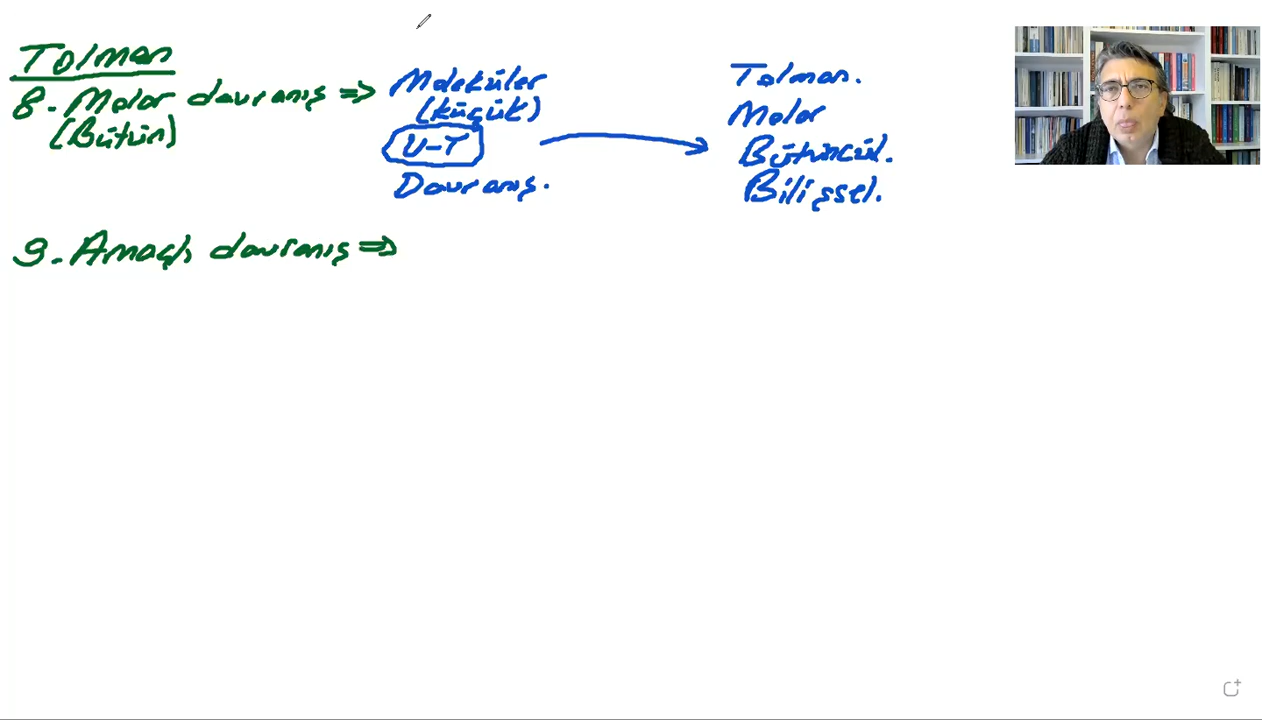 Tolman
8. Molar davranış ⇒
(Bütün)
Moleküler
(küçük)
U-T
Davranış.
Tolman.
Molar
Bütüncül.
Bilişsel.
9. Amaçlı davranış ⇒